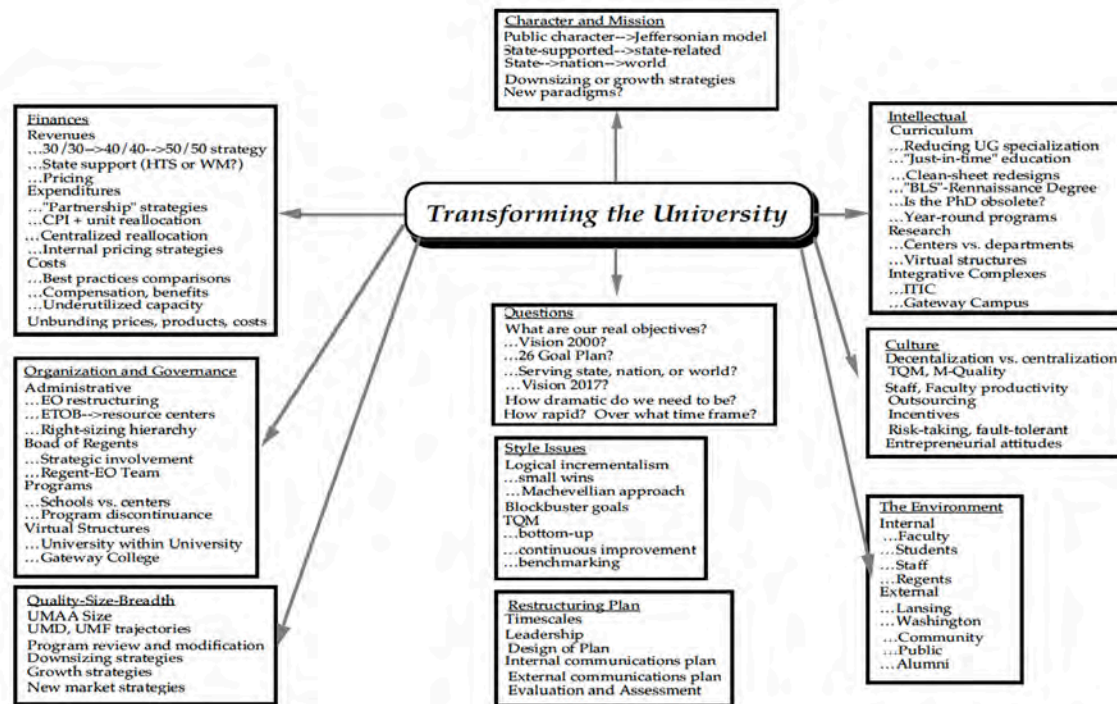 Character and Mission
Public character-->Jeffersonian model
State-supported-->state-related
State-->nation-->world
Downsizing or growth strategies
New paradigms?
Finances
Revenues
...30/30-->40/40-->50/50 strategy
...State support (HTS or WM?)
...Pricing
Expenditures
..."Partnership" strategies
...CPI + unit reallocation
...Centralized reallocation
...Internal pricing strategies
Costs
...Best practices comparisons
...Compensation, benefits
...Underutilized capacity
Unbunding prices, products, costs
Organization and Governance
Administrative
...EO restructuring
...ETOB-->resource centers
...Right-sizing hierarchy
Boad of Regents
...Strategic involvement
...Regent-EO Team
Programs
...Schools vs. centers
...Program discontinuance
Virtual Structures
...University within University
...Gateway College
Quality-Size-Breadth
UMAA Size
UMD, UMF trajectories
Program review and modification
Downsizing strategies
Growth strategies
New market strategies
Transforming the University
Questions
What are our real objectives?
...Vision 2000?
...26 Goal Plan?
...Serving state, nation, or world?
...Vision 2017?
How dramatic do we need to be?
How rapid? Over what time frame?
Style Issues
Logical incrementalism
...small wins
...Machevellian approach
Blockbuster goals
TQM
...bottom-up
...continuous improvement
...benchmarking
Restructuring Plan
Timescales
Leadership
Design of Plan
Internal communications plan
External communications plan
Evaluation and Assessment
Intellectual
Curriculum
...Reducing UG specialization
..."Just-in-time" education
...Clean-sheet redesigns
..."BLS"-Rennaissance Degree
...Is the PhD obsolete?
...Year-round programs
Research
...Centers vs. departments
...Virtual structures
Integrative Complexes
...ITIC
...Gateway Campus
Culture
Decentalization vs. centralization
TQM, M-Quality
Staff, Faculty productivity
Outsourcing
Incentives
Risk-taking, fault-tolerant
Entrepreneurial attitudes
The Environment
Internal
...Faculty
...Students
...Staff
...Regents
External
...Lansing
...Washington
...Community
...Public
...Alumni